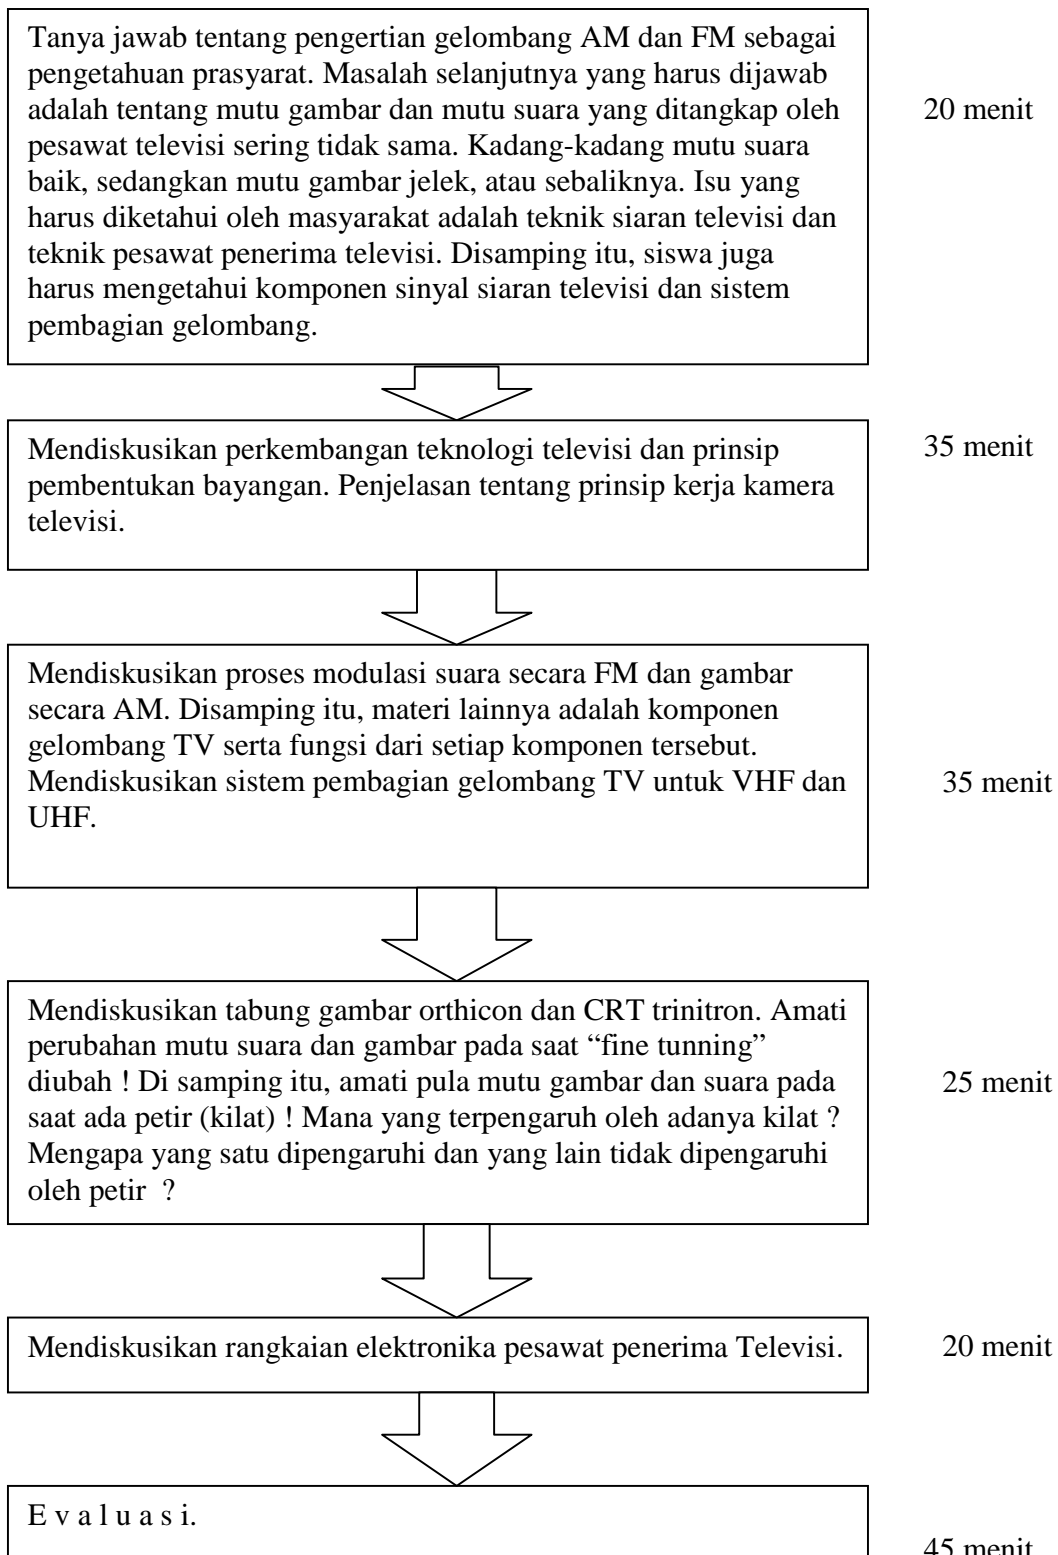 Tanya jawab tentang pengertian gelombang AM dan FM sebagai
pengetahuan prasyarat. Masalah selanjutnya yang harus dijawab
adalah tentang mutu gambar dan mutu suara yang ditangkap oleh
pesawat televisi sering tidak sama. Kadang-kadang mutu suara
baik, sedangkan mutu gambar jelek, atau sebaliknya. Isu yang
harus diketahui oleh masyarakat adalah teknik siaran televisi dan
teknik pesawat penerima televisi. Disamping itu, siswa juga
harus mengetahui komponen sinyal siaran televisi dan sistem
pembagian gelombang.
20 menit
Mendiskusikan perkembangan teknologi televisi dan prinsip
pembentukan bayangan. Penjelasan tentang prinsip kerja kamera
televisi.
35 menit
Mendiskusikan proses modulasi suara secara FM dan gambar
secara AM. Disamping itu, materi lainnya adalah komponen
gelombang TV serta fungsi dari setiap komponen tersebut.
Mendiskusikan sistem pembagian gelombang TV untuk VHF dan
UHF.
35 menit
Mendiskusikan tabung gambar orthicon dan CRT trinitron. Amati
perubahan mutu suara dan gambar pada saat “fine tunning”
diubah ! Di samping itu, amati pula mutu gambar dan suara pada
saat ada petir (kilat) ! Mana yang terpengaruh oleh adanya kilat ?
Mengapa yang satu dipengaruhi dan yang lain tidak dipengaruhi
oleh petir  ?
25 menit
Mendiskusikan rangkaian elektronika pesawat penerima Televisi.
20 menit
E v a l u a s i.
45 menit